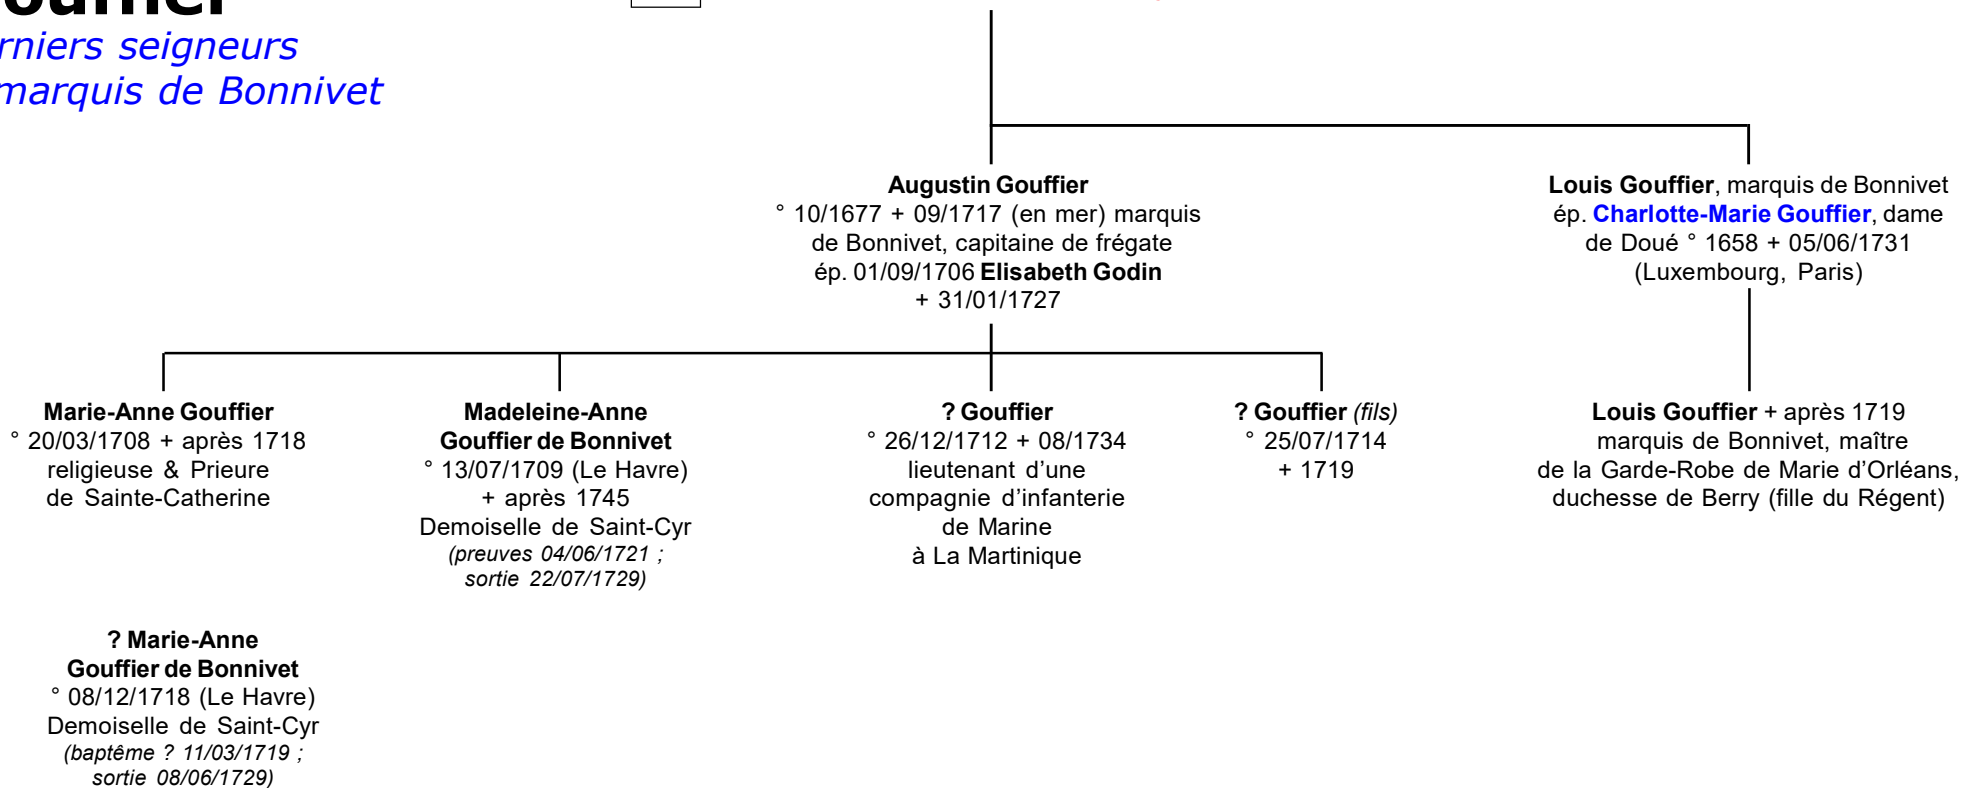 rniers seigneurs
marquis de Bonnivet
Augustin Gouffier
° 10/1677 + 09/1717 (en mer) marquis
de Bonnivet, capitaine de frégate
ép. 01/09/1706 Elisabeth Godin
+ 31/01/1727
Louis Gouffier, marquis de Bonnivet
ép. Charlotte-Marie Gouffier, dame
de Doué ° 1658 + 05/06/1731
(Luxembourg, Paris)
Marie-Anne Gouffier
° 20/03/1708 + après 1718
religieuse & Prieure
de Sainte-Catherine
Madeleine-Anne
Gouffier de Bonnivet
° 13/07/1709 (Le Havre)
+ après 1745
Demoiselle de Saint-Cyr
(preuves 04/06/1721 ;
sortie 22/07/1729)
? Gouffier
° 26/12/1712 + 08/1734
lieutenant d’une
compagnie d’infanterie
de Marine
à La Martinique
? Gouffier (fils)
° 25/07/1714
+ 1719
Louis Gouffier + après 1719
marquis de Bonnivet, maître
de la Garde-Robe de Marie d’Orléans,
duchesse de Berry (fille du Régent)
? Marie-Anne
Gouffier de Bonnivet
° 08/12/1718 (Le Havre)
Demoiselle de Saint-Cyr
(baptême ? 11/03/1719 ;
sortie 08/06/1729)